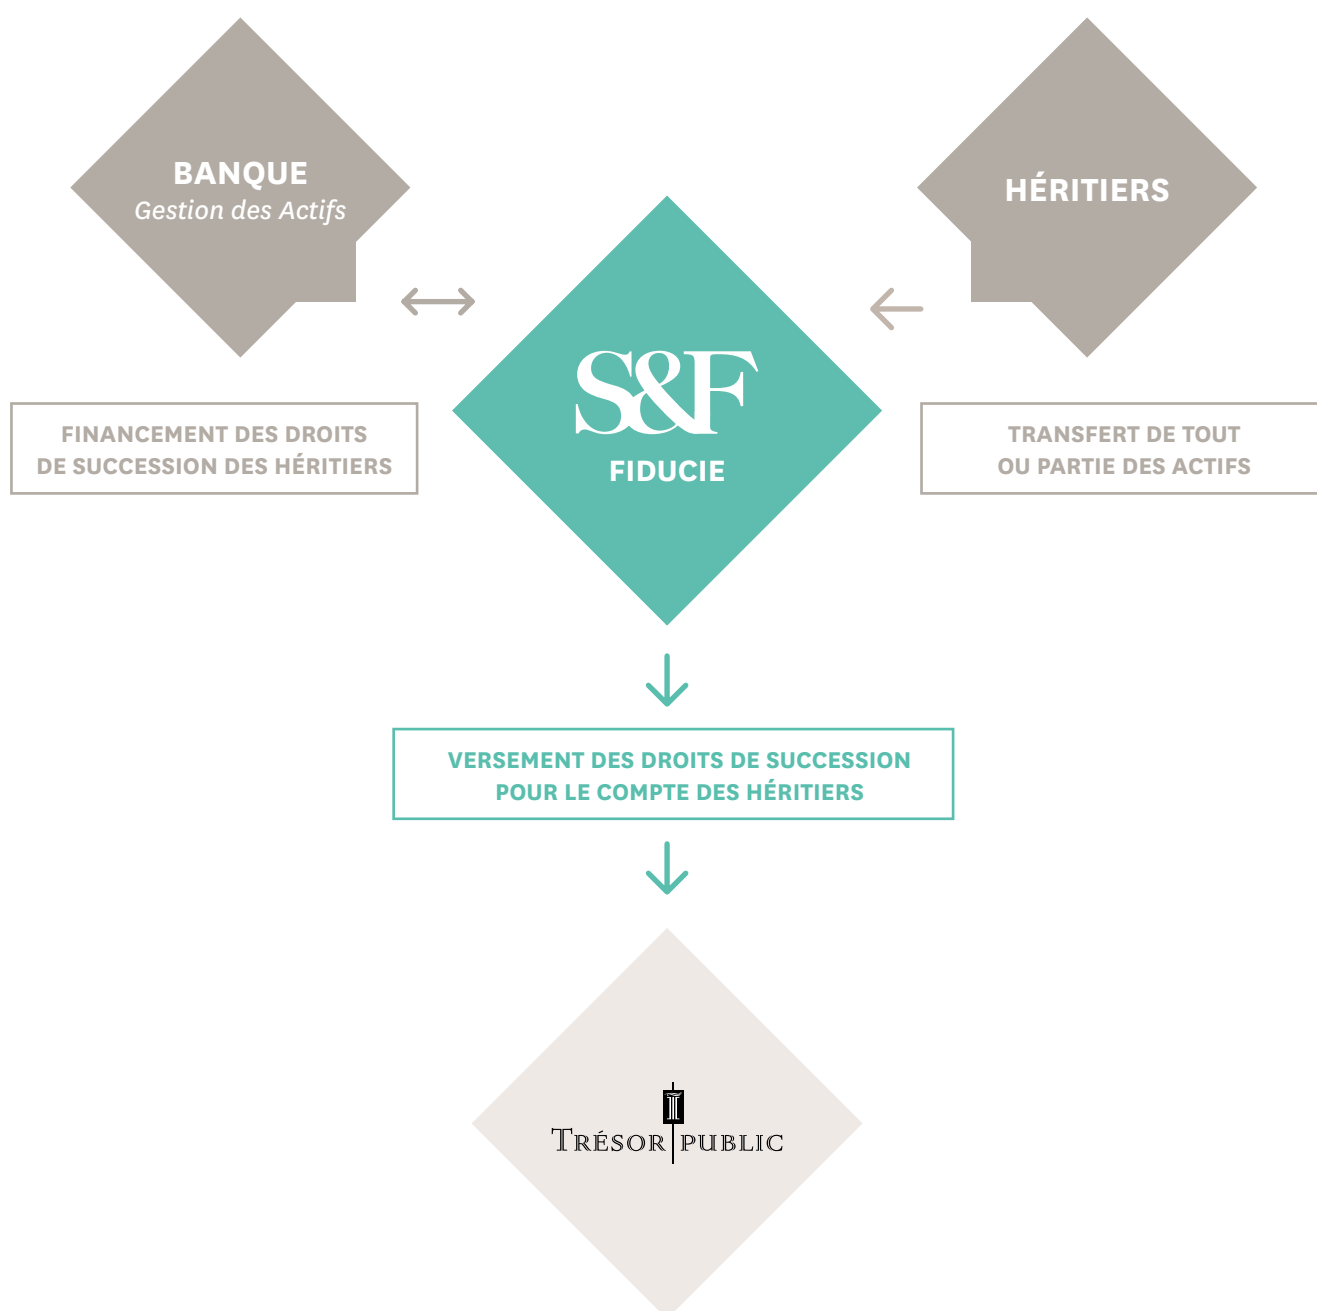 BANQUE
Gestion des Actifs
HÉRITIERS
S&F
FIDUCIE
FINANCEMENT DES DROITS
DE SUCCESSION DES HÉRITIERS
TRANSFERT DE TOUT
OU PARTIE DES ACTIFS
VERSEMENT DES DROITS DE SUCCESSION
POUR LE COMPTE DES HÉRITIERS
TRÉSOR PUBLIC